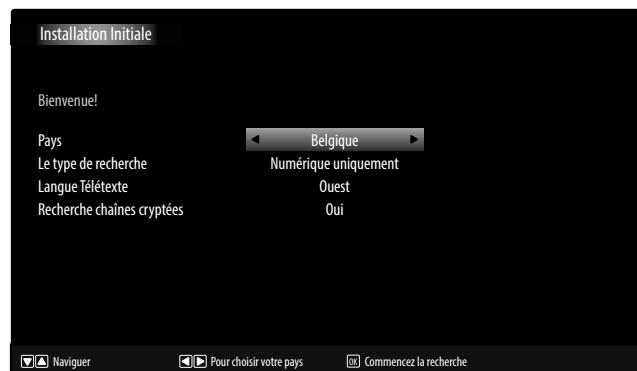 Installation Initiale
Bienvenue!
Pays Belgique
Le type de recherche Numérique uniquement
Langue Télétexte Ouest
Recherche chaînes cryptées Oui
Naviguer Pour choisir votre pays OK Commencez la recherche